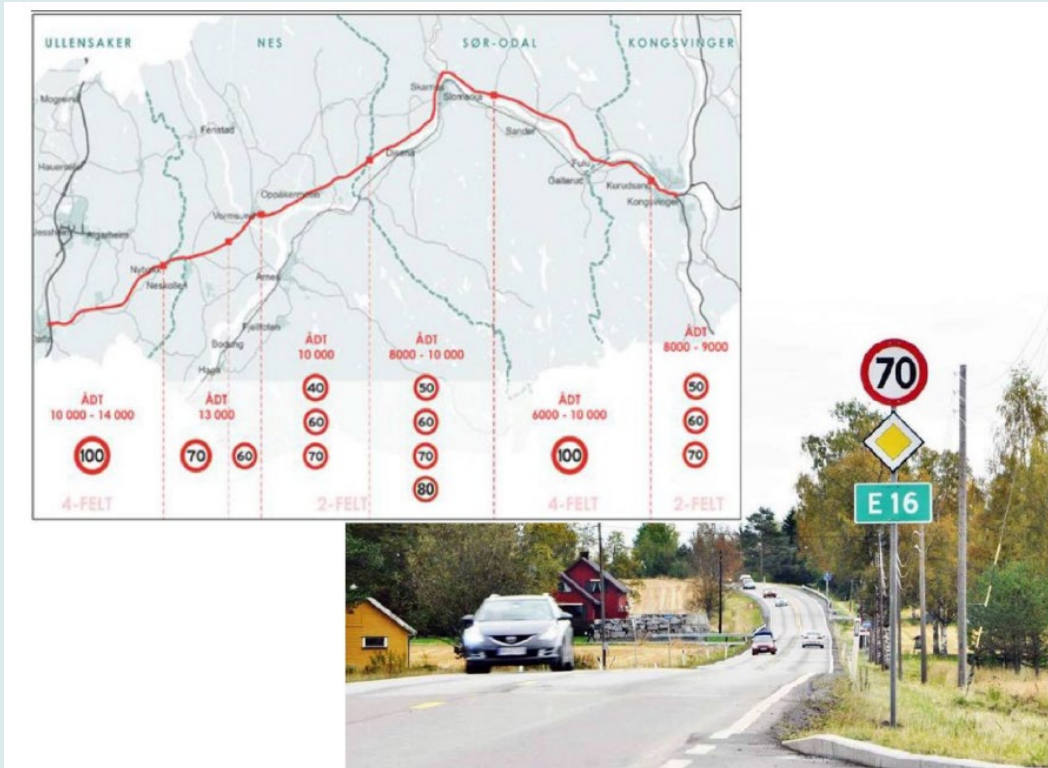 ULLENSAKER NES SØR-ODAL KONGSVINGER
Skarnes
Slomarka
Mogreina
Sander
Fenstad
Disenå
Fulu
Hauerseter
Galterud
Oppåkermoen
Kurudsand
Vormsund
Kongsvinger
Jessheim
Algarheim
Nybakk
Neskollen
Årnes
Fjellfoten
Bodung
Haga
ÅDT
10 000 - 14 000
100
4-FELT
ÅDT
13 000
70 60
ÅDT
10 000
40
60
70
2-FELT
ÅDT
8000 - 10 000
50
60
70
80
ÅDT
6000 - 10 000
100
4-FELT
ÅDT
8000 - 9000
50
60
70
2-FELT
70
E 16